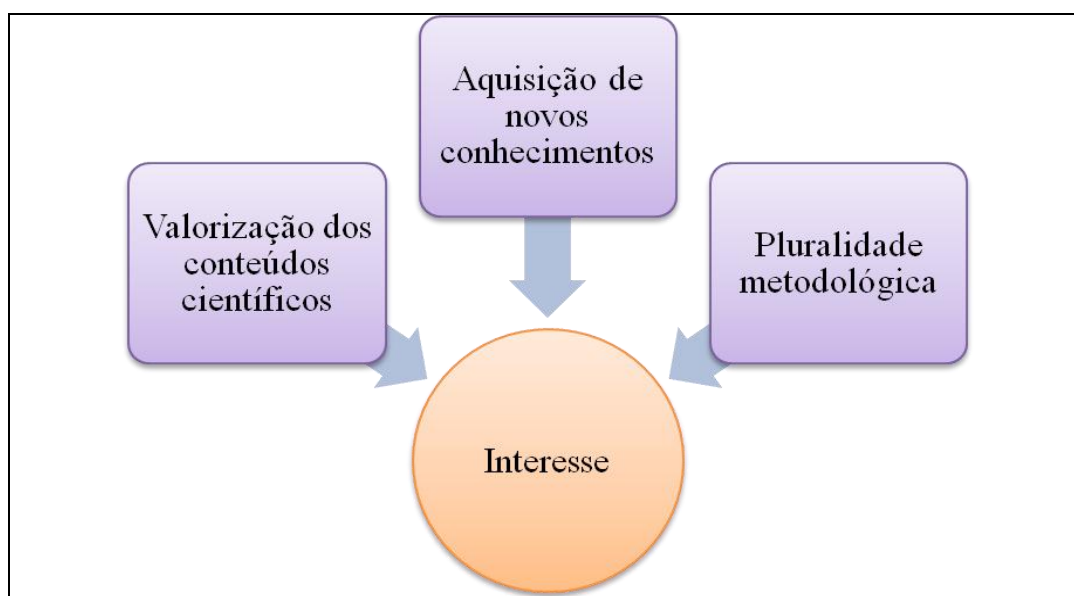 Aquisição de
novos
conhecimentos
Valorização dos
conteúdos
científicos
Pluralidade
metodológica
Interesse